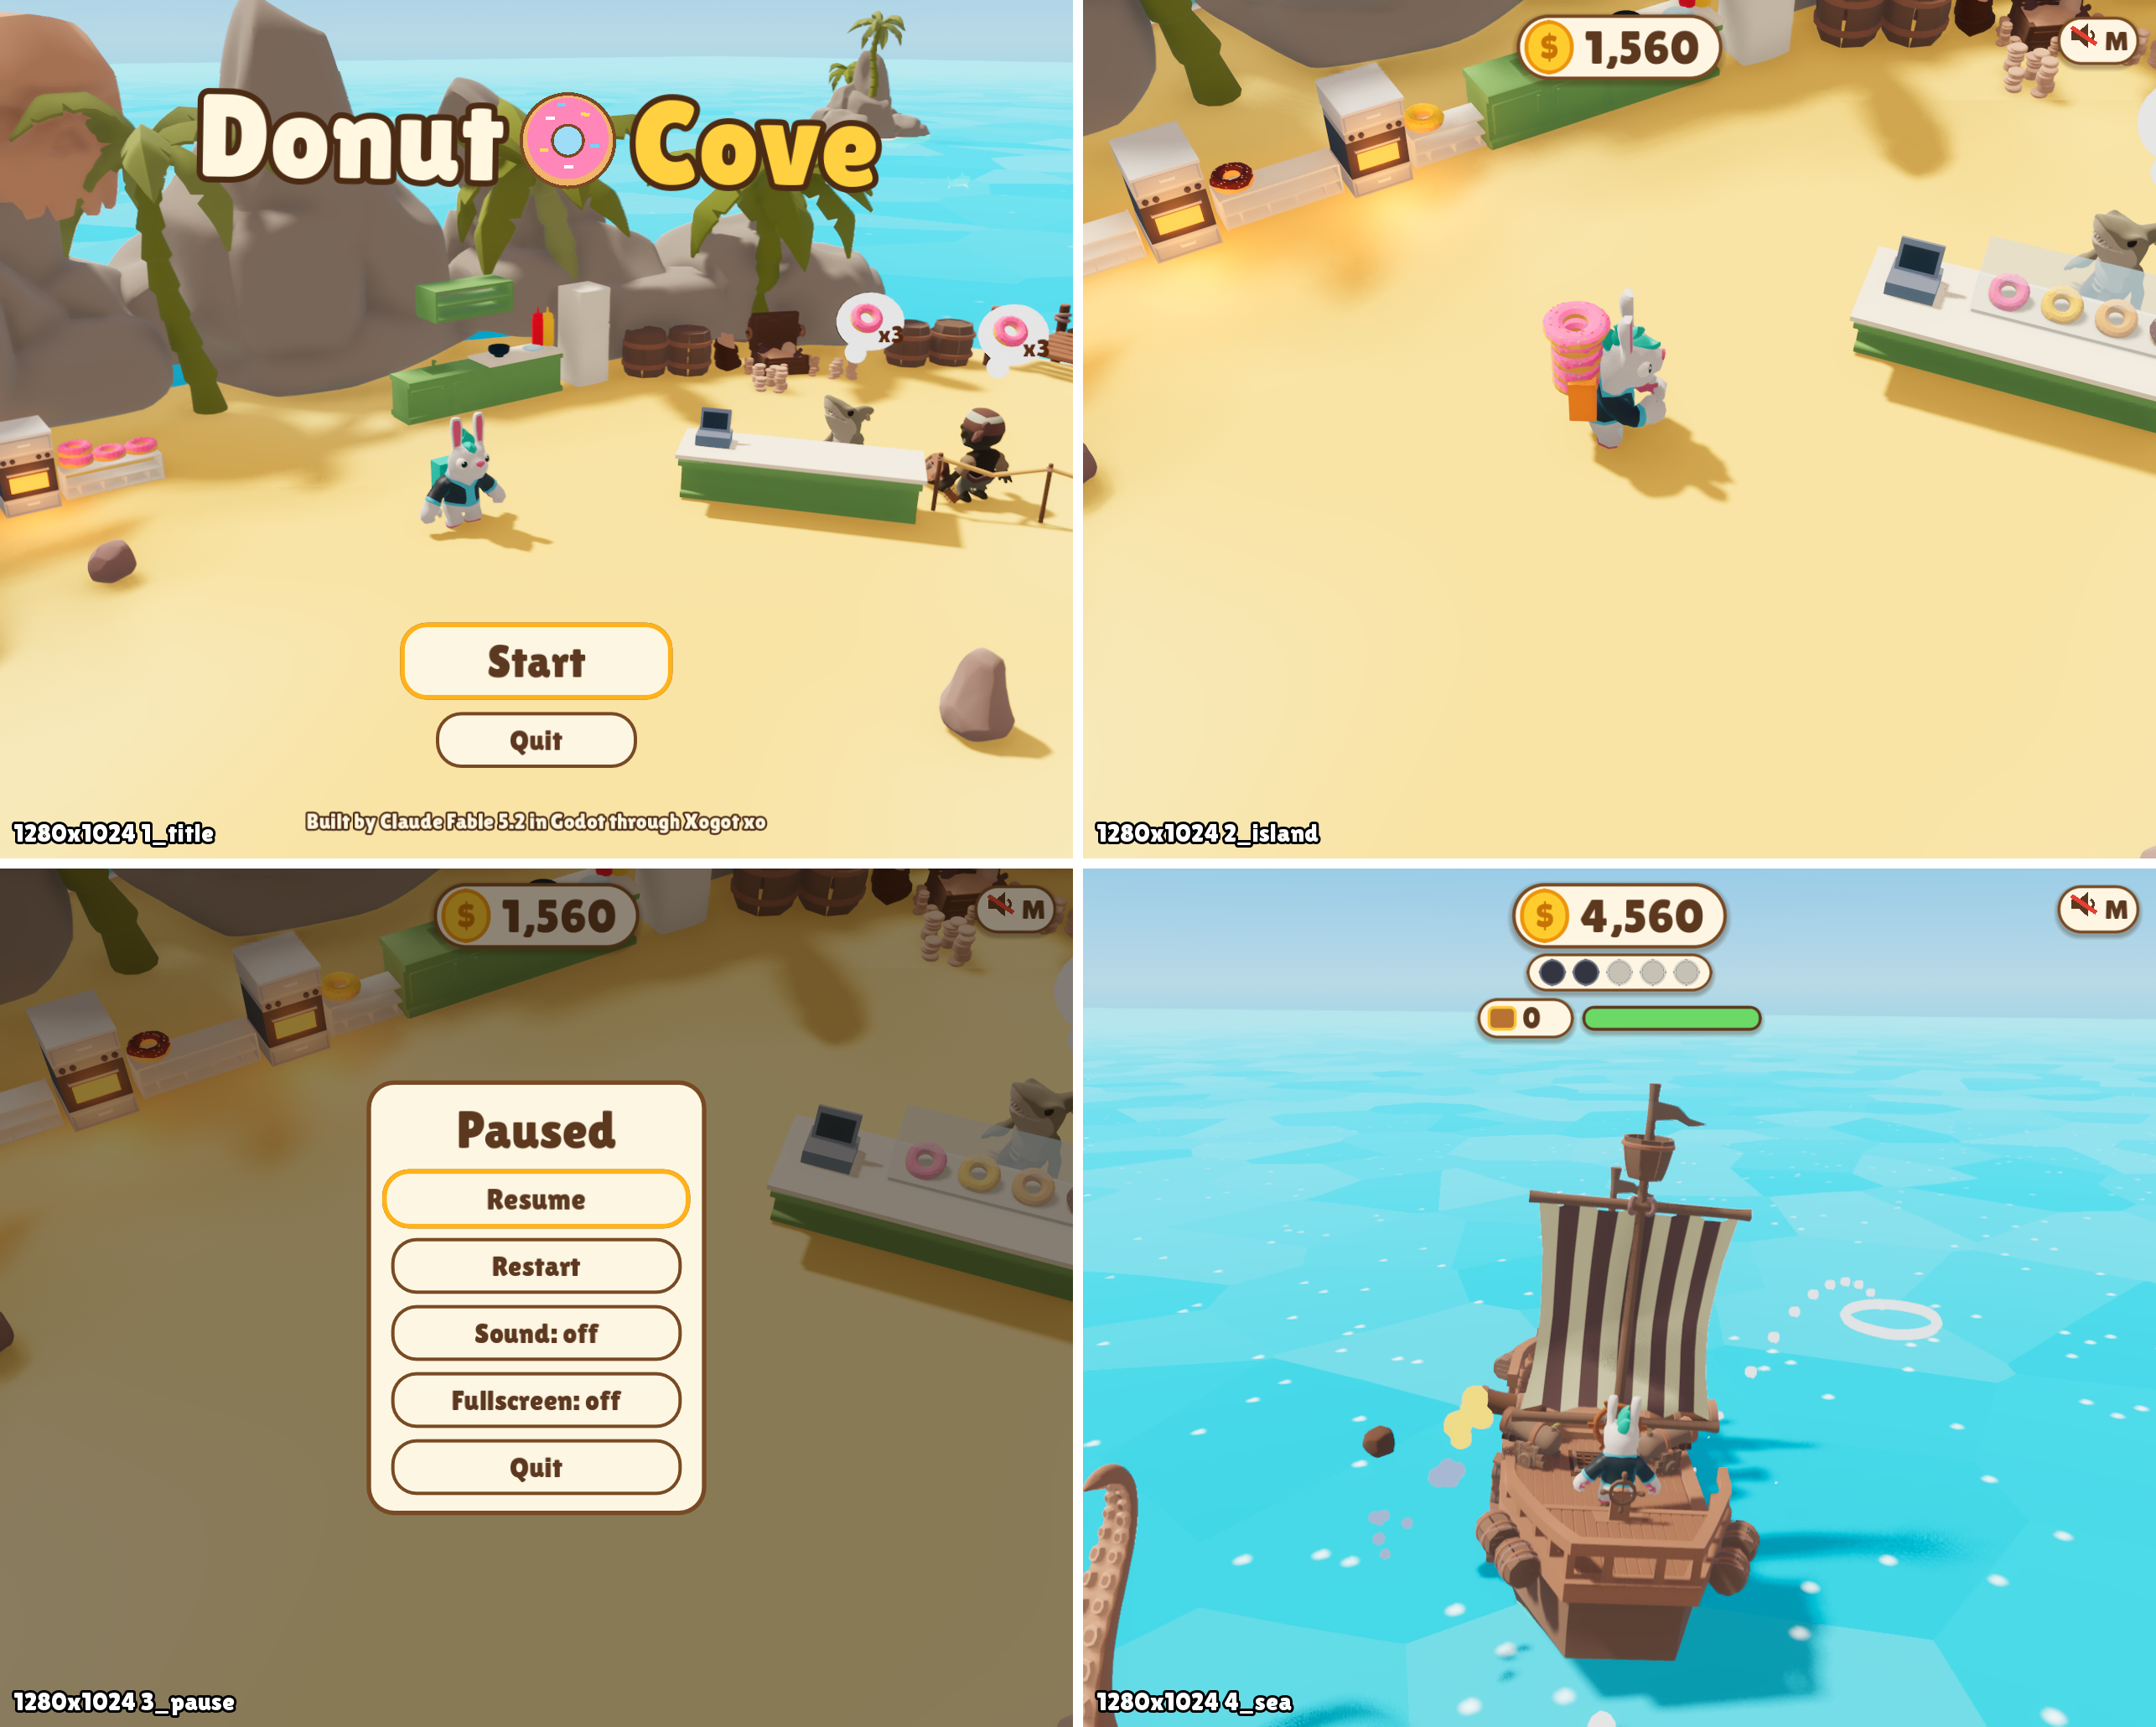 Donut Cove
x3
x3
Start
Quit
Built by Claude Fable 5.2 in Godot through Xogot xo
1280x1024 1_title
$ 1,560
M
1280x1024 2_island
$ 1,560
M
Paused
Resume
Restart
Sound: off
Fullscreen: off
Quit
1280x1024 3_pause
$ 4,560
M
0
1280x1024 4_sea